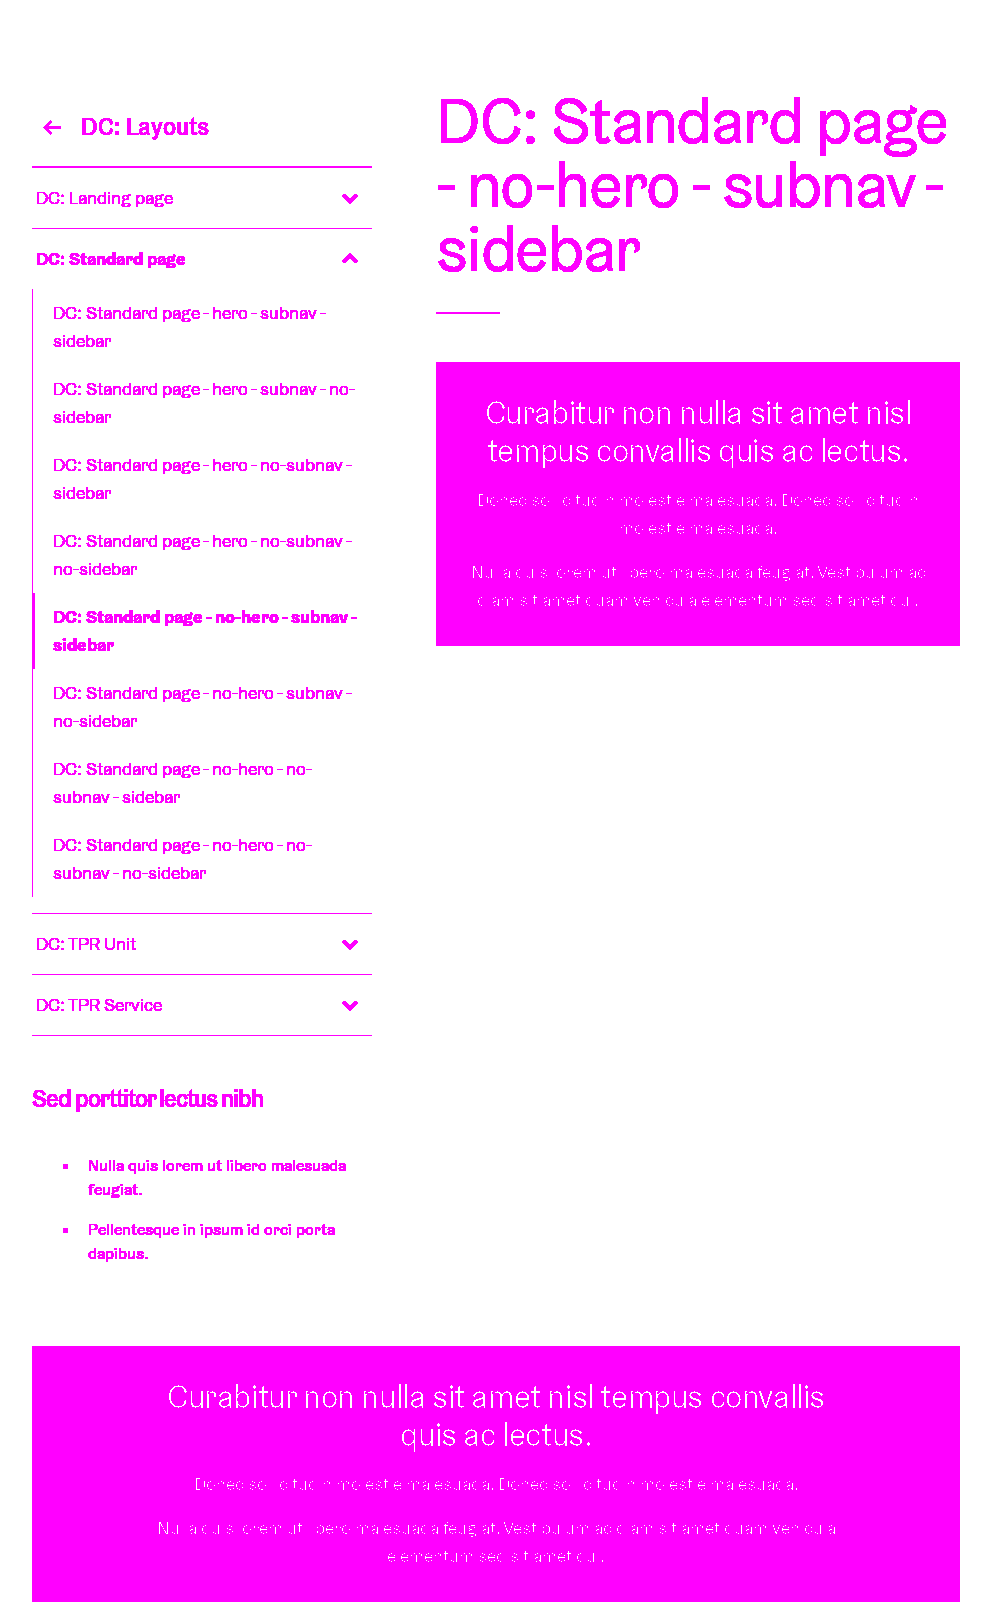 DC: Layouts
DC: Landing page
DC: Standard page
DC: Standard page - hero - subnav -
sidebar
DC: Standard page - hero - subnav - no-
sidebar
DC: Standard page - hero - no-subnav -
sidebar
DC: Standard page - hero - no-subnav -
no-sidebar
DC: Standard page - no-hero - subnav -
sidebar
DC: Standard page - no-hero - subnav -
no-sidebar
DC: Standard page - no-hero - no-
subnav - sidebar
DC: Standard page - no-hero - no-
subnav - no-sidebar
DC: TPR Unit
DC: TPR Service
Sed porttitor lectus nibh
Nulla quis lorem ut libero malesuada
feugiat.
Pellentesque in ipsum id orci porta
dapibus.
DC: Standard page
- no-hero - subnav -
sidebar
Curabitur non nulla sit amet nisl
tempus convallis quis ac lectus.
Donec sollicitudin molestie malesuada. Donec sollicitudin
molestie malesuada.
Nulla quis lorem ut libero malesuada feugiat. Vestibulum ac
diam sit amet quam vehicula elementum sed sit amet dui.
Curabitur non nulla sit amet nisl tempus convallis
quis ac lectus.
Donec sollicitudin molestie malesuada. Donec sollicitudin molestie malesuada.
Nulla quis lorem ut libero malesuada feugiat. Vestibulum ac diam sit amet quam vehicula
elementum sed sit amet dui.